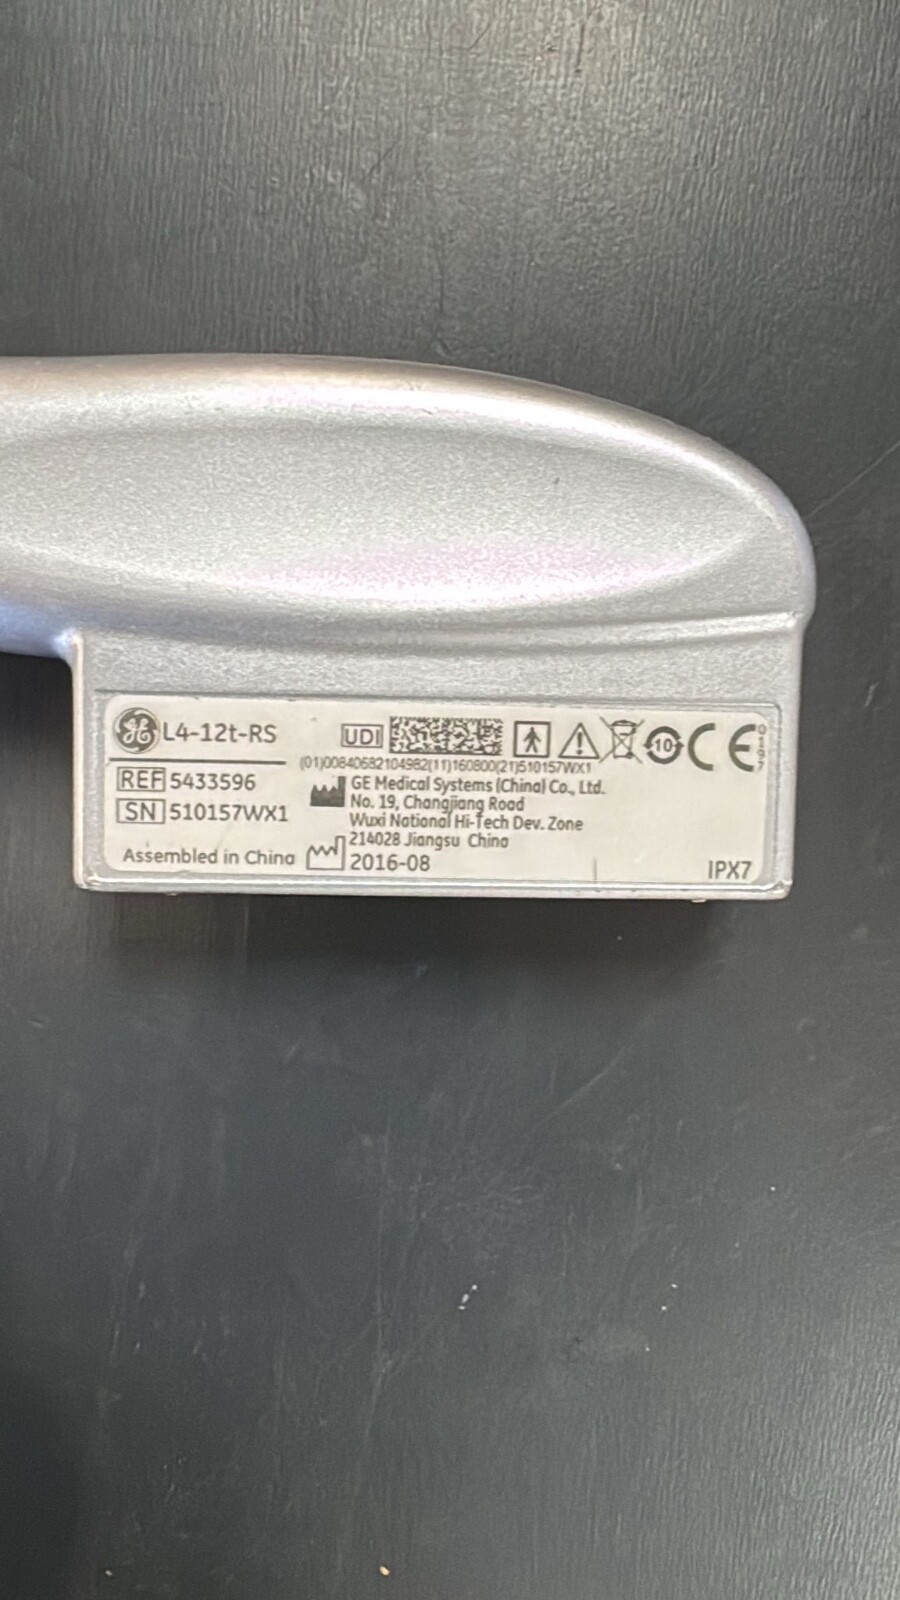 GE L4-12t-RS
UDI
(01)00840682104982(11)160800(21)510157WX1
10
CE
0197
REF 5433596
SN 510157WX1
Assembled in China
GE Medical Systems (China) Co., Ltd.
No. 19, Changjiang Road
Wuxi National Hi-Tech Dev. Zone
214028 Jiangsu China
2016-08
IPX7